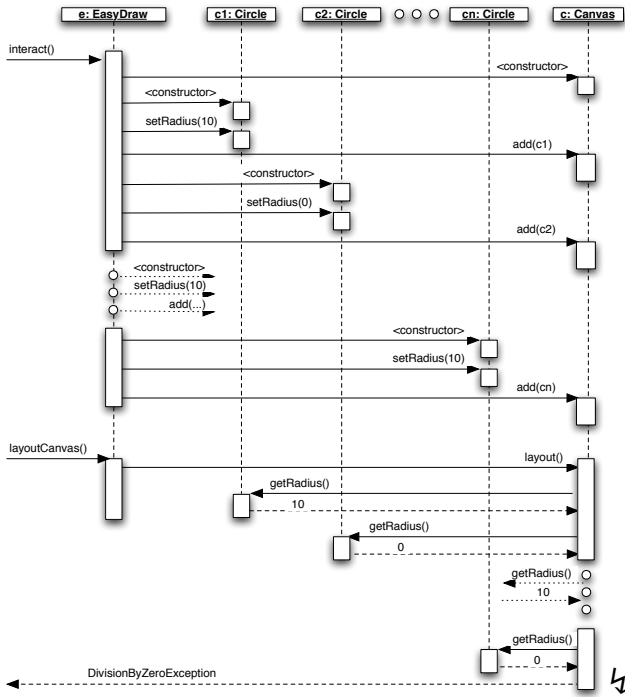 e: EasyDraw
c1: Circle
c2: Circle
cn: Circle
c: Canvas
interact()
<constructor>
<constructor>
setRadius(10)
add(c1)
<constructor>
setRadius(0)
add(c2)
<constructor>
setRadius(10)
add(...)
<constructor>
setRadius(10)
add(cn)
layoutCanvas()
layout()
getRadius()
10
getRadius()
0
getRadius()
10
getRadius()
0
DivisionByZeroException